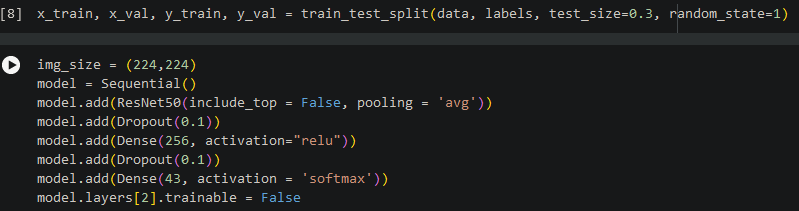 [8] x_train, x_val, y_train, y_val = train_test_split(data, labels, test_size=0.3, random_state=1)
img_size = (224,224)
model = Sequential()
model.add(ResNet50(include_top = False, pooling = 'avg'))
model.add(Dropout(0.1))
model.add(Dense(256, activation="relu"))
model.add(Dropout(0.1))
model.add(Dense(43, activation = 'softmax'))
model.layers[2].trainable = False